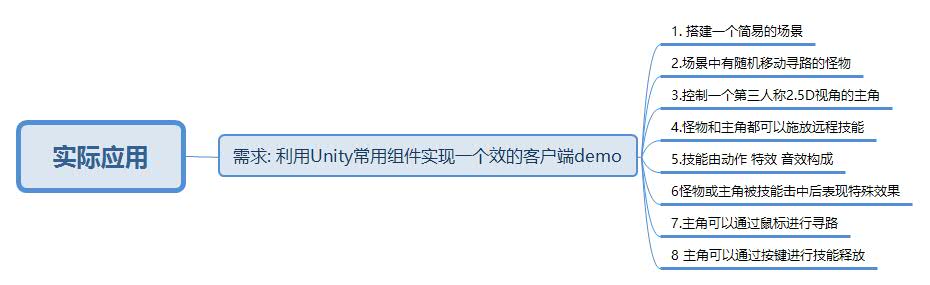 实际应用
需求: 利用Unity常用组件实现一个效的客户端demo
1. 搭建一个简易的场景
2.场景中有随机移动寻路的怪物
3.控制一个第三人称2.5D视角的主角
4.怪物和主角都可以施放远程技能
5.技能由动作 特效 音效构成
6怪物或主角被技能击中后表现特殊效果
7.主角可以通过鼠标进行寻路
8 主角可以通过按键进行技能释放